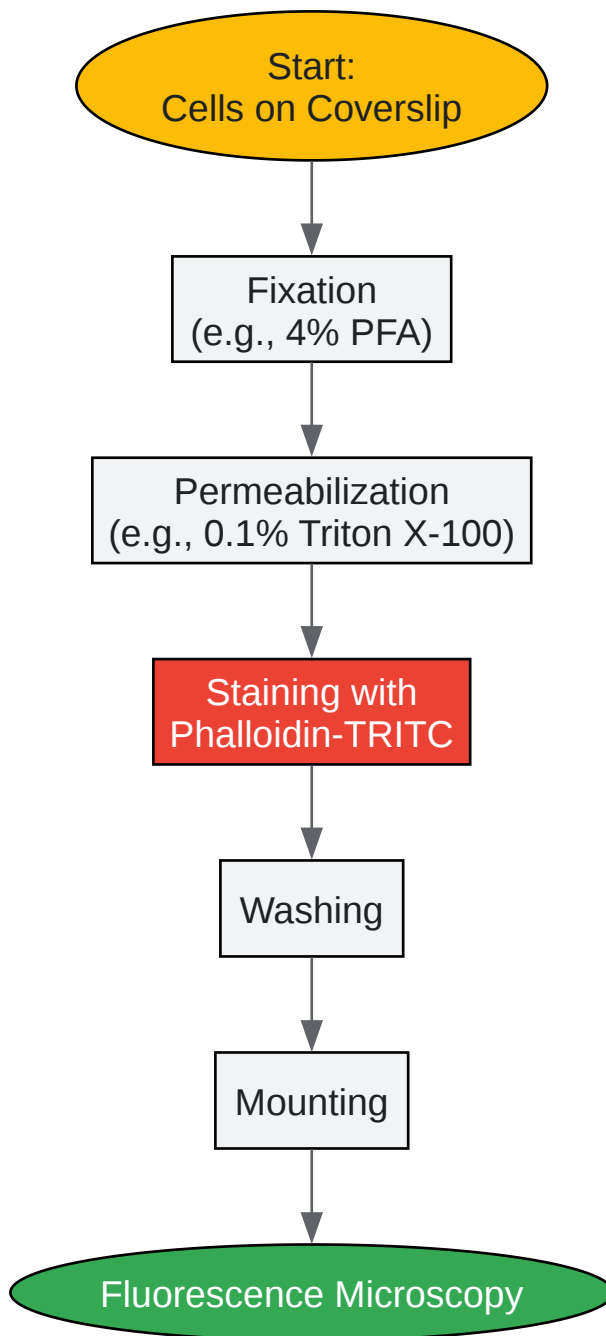 Start:
Cells on Coverslip
Fixation
(e.g., 4% PFA)
Permeabilization
(e.g., 0.1% Triton X-100)
Staining with
Phalloidin-TRITC
Washing
Mounting
Fluorescence Microscopy